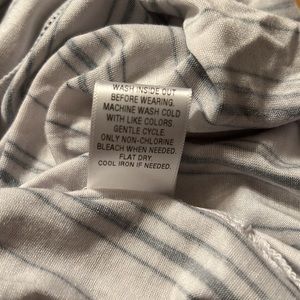 WASH INSIDE OUT
BEFORE WEARING.
MACHINE WASH COLD
WITH LIKE COLORS
GENTLE CYCLE.
ONLY NON-CHLORINE
BLEACH WHEN NEEDED.
FLAT DRY
COOL IRON IF NEEDED.